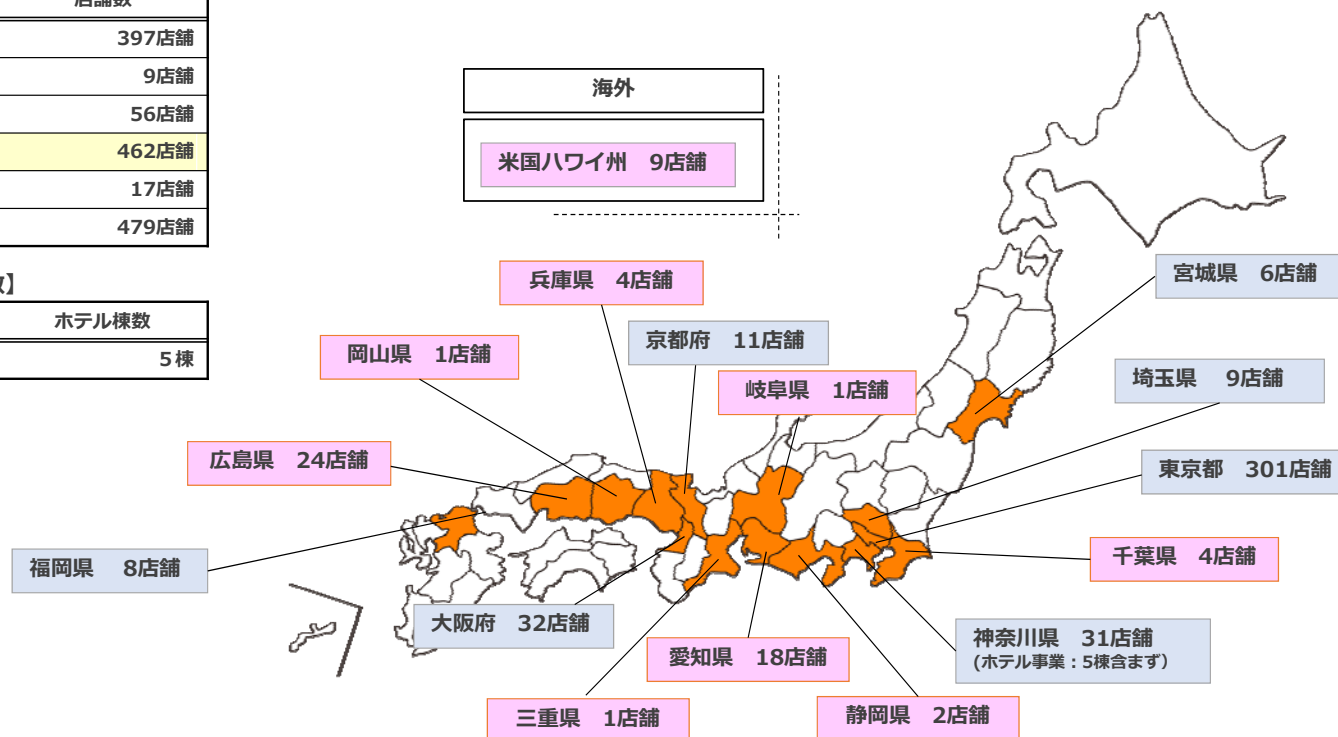 店舗数
397店舗
9店舗
56店舗
462店舗
17店舗
479店舗
数】
ホテル棟数
5棟
海外
米国ハワイ州　9店舗
兵庫県　4店舗
宮城県　6店舗
京都府　11店舗
岡山県　1店舗
岐阜県　1店舗
埼玉県　9店舗
広島県　24店舗
東京都　301店舗
千葉県　4店舗
福岡県　8店舗
大阪府　32店舗
神奈川県　31店舗
(ホテル事業：5棟含まず）
愛知県　18店舗
三重県　1店舗
静岡県　2店舗